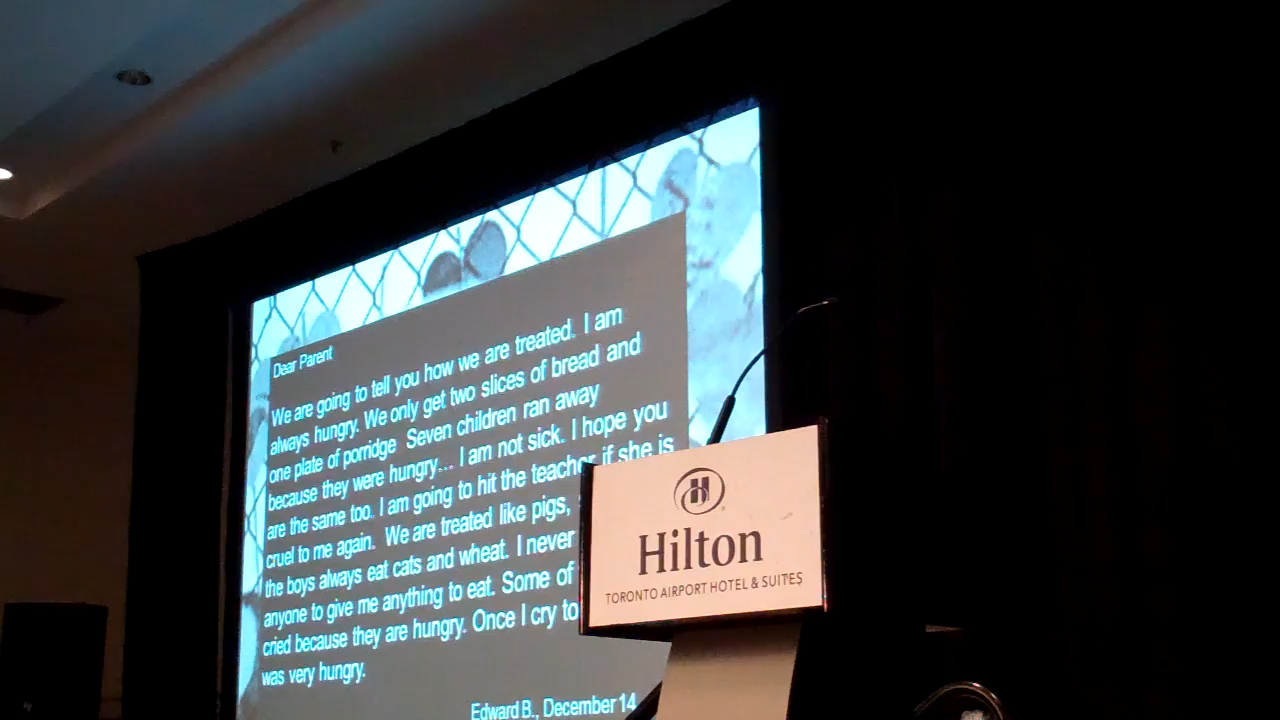 Dear Parent
We are going to tell you how we are treated. I am
always hungry. We only get two slices of bread and
one plate of porridge Seven children ran away
because they were hungry... I am not sick. I hope you
are the same too. I am going to hit the teacher if she is
cruel to me again. We are treated like pigs,
the boys always eat cats and wheat. I never
anyone to give me anything to eat. Some of
cried because they are hungry. Once I cry to
was very hungry.
Edward B., December 14
Hilton
TORONTO AIRPORT HOTEL & SUITES